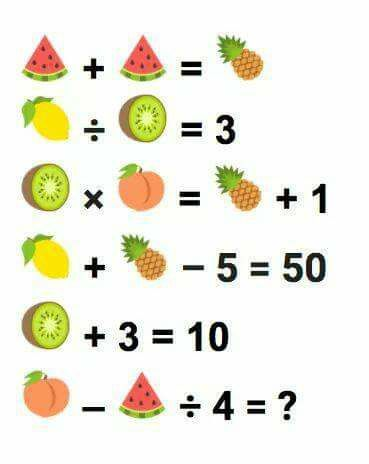 + =
÷ = 3
× = + 1
+ − 5 = 50
+ 3 = 10
− ÷ 4 = ?